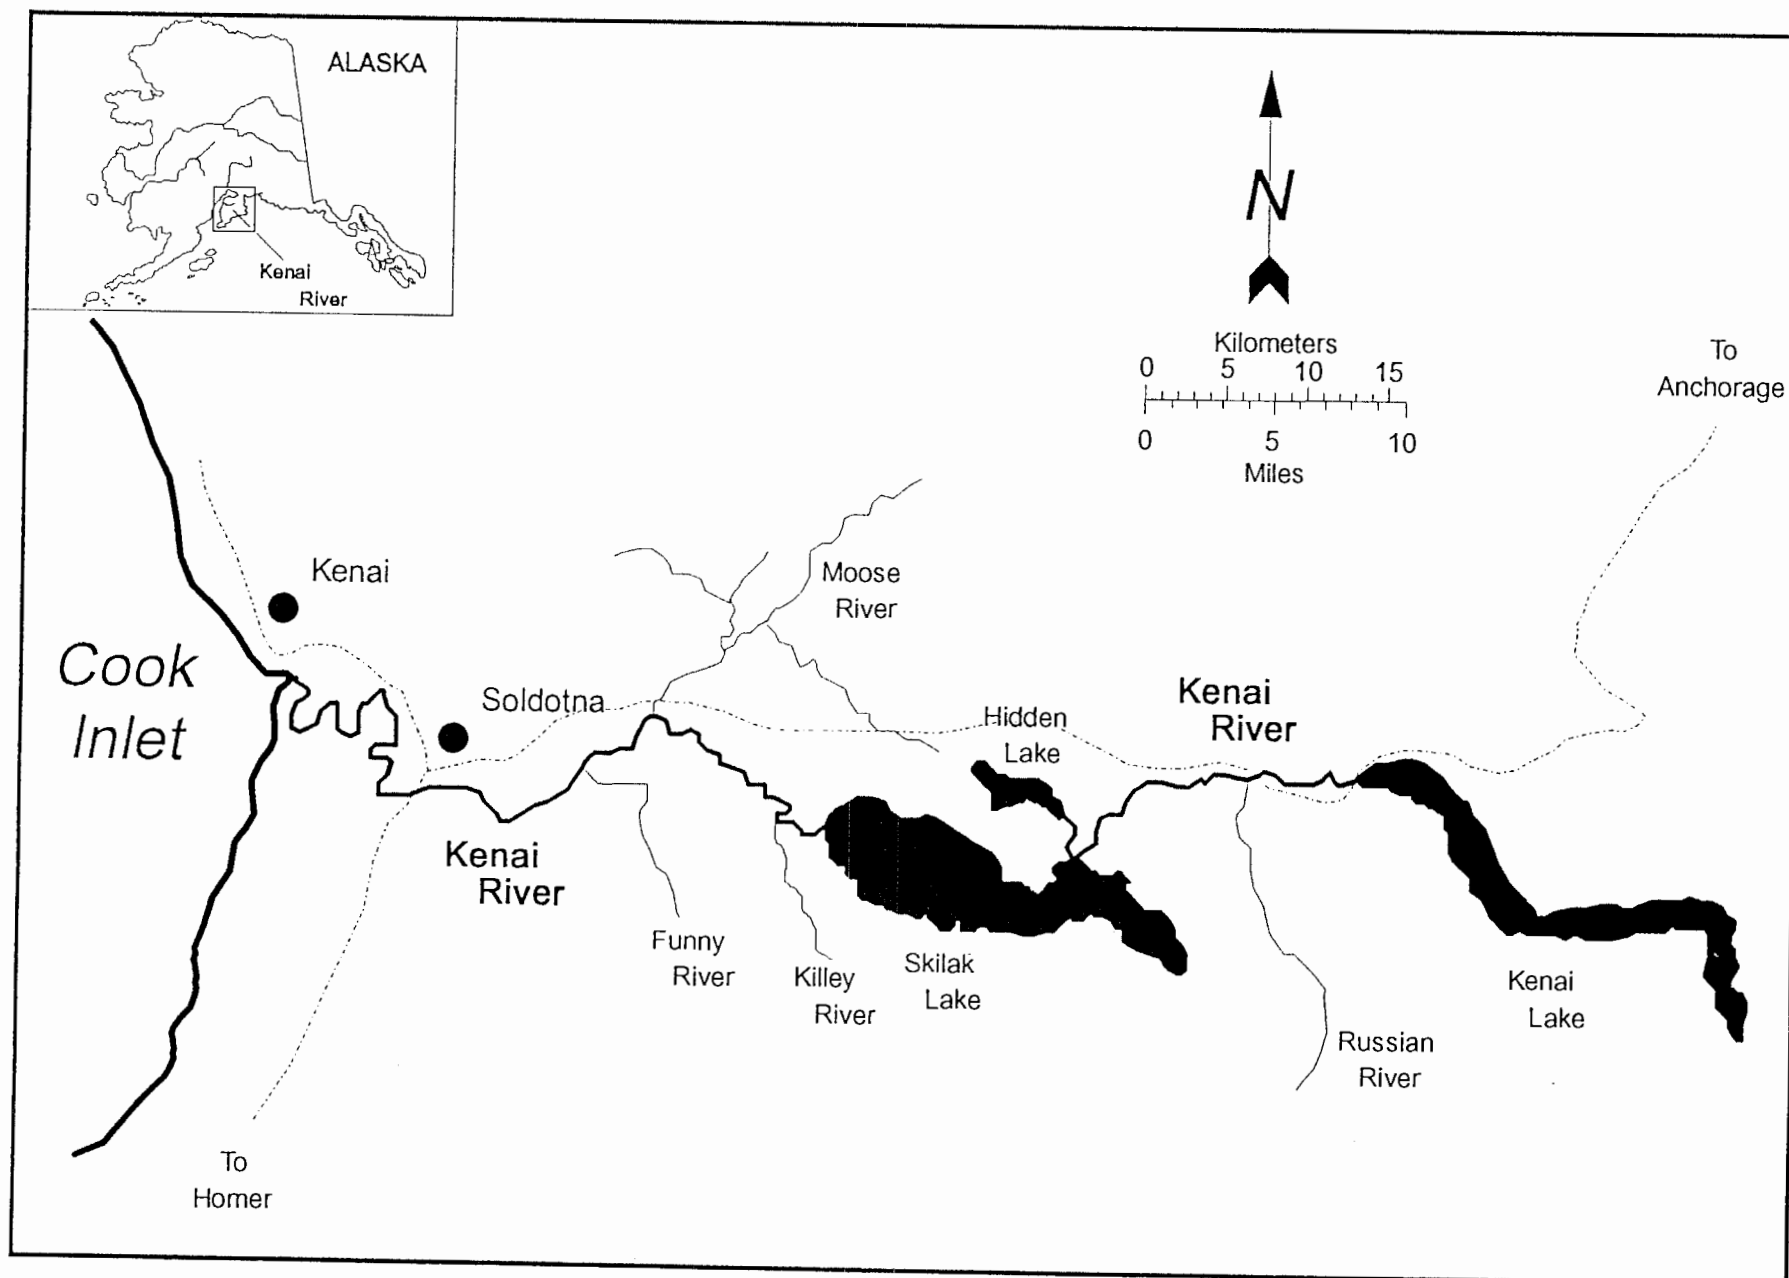 ALASKA
Kenai
River
N
Kilometers
0 5 10 15
0 5 10
Miles
To
Anchorage
Kenai
Cook
Inlet
Soldotna
Moose
River
Hidden
Lake
Kenai
River
Kenai
River
Funny
River
Killey
River
Skilak
Lake
Kenai
Lake
Russian
River
To
Homer